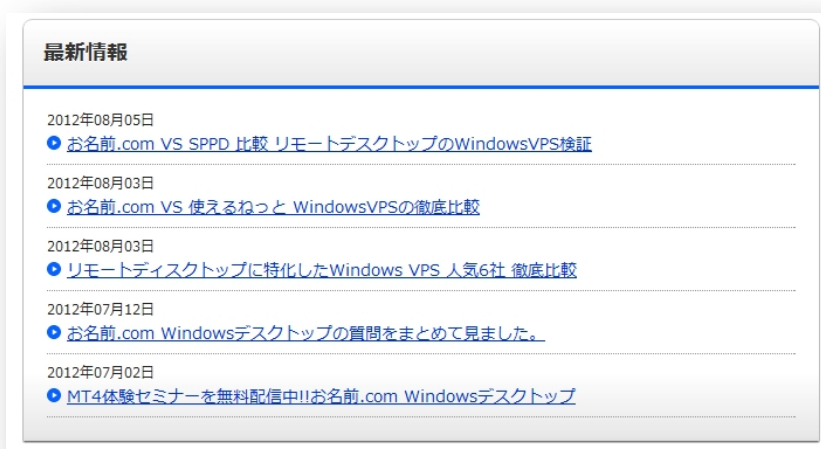 最新情報
2012年08月05日
お名前.com VS SPPD 比較 リモートデスクトップのWindowsVPS検証
2012年08月03日
お名前.com VS 使えるねっと WindowsVPSの徹底比較
2012年08月03日
リモートディスクトップに特化したWindows VPS 人気6社 徹底比較
2012年07月12日
お名前.com Windowsデスクトップの質問をまとめて見ました。
2012年07月02日
MT4体験セミナーを無料配信中!!お名前.com Windowsデスクトップ